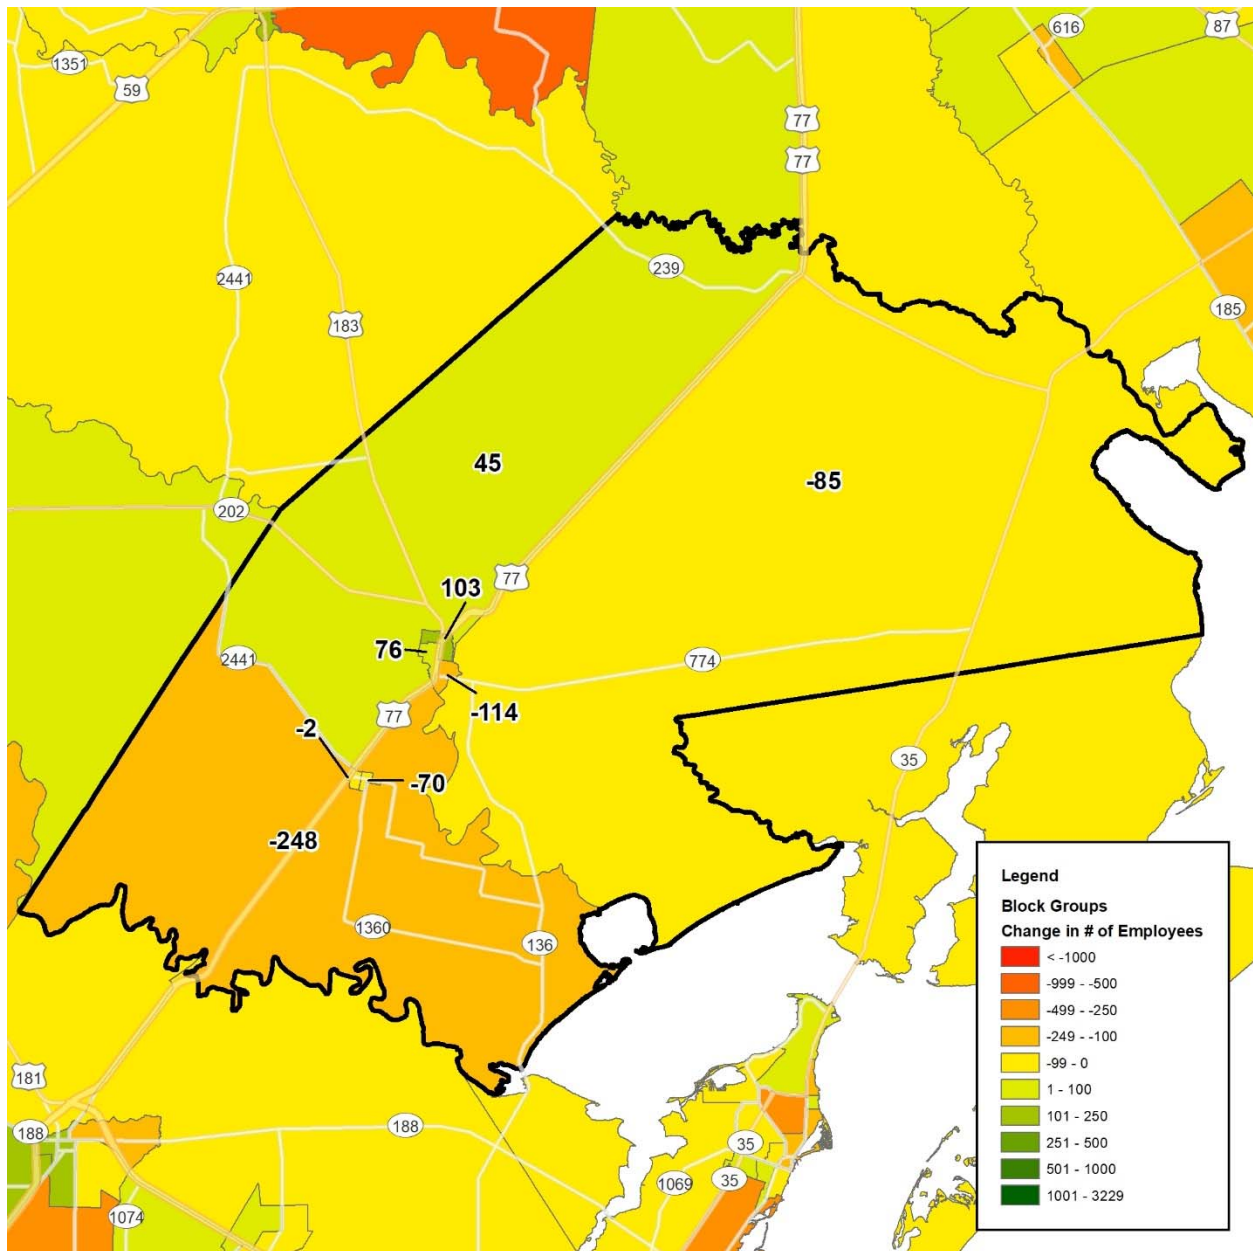 616
87
1351
59
77
77
239
2441
183
185
45
-85
202
77
103
76
774
2441
-114
77
-2
-70
35
-248
1360
136
Legend
Block Groups
Change in # of Employees
< -1000
-999 - -500
-499 - -250
-249 - -100
-99 - 0
1 - 100
101 - 250
251 - 500
501 - 1000
1001 - 3229
181
188
188
35
1069
35
1074